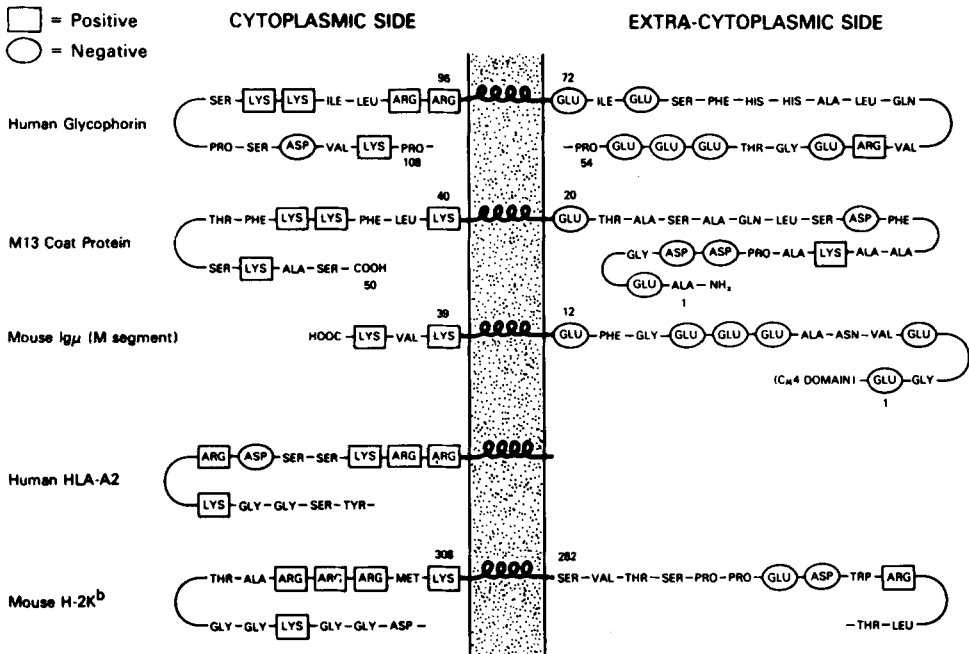 = Positive
= Negative
CYTOPLASMIC SIDE
EXTRA-CYTOPLASMIC SIDE
Human Glycophorin
96
SER – LYS – LYS – ILE – LEU – ARG – ARG
PRO – SER – ASP – VAL – LYS – PRO –
108
72
GLU – ILE – GLU – SER – PHE – HIS – HIS – ALA – LEU – GLN
– PRO – GLU – GLU – GLU – THR – GLY – GLU – ARG – VAL
54
M13 Coat Protein
40
THR – PHE – LYS – LYS – PHE – LEU – LYS
SER – LYS – ALA – SER – COOH
50
20
GLU – THR – ALA – SER – ALA – GLN – LEU – SER – ASP – PHE
GLY – ASP – ASP – PRO – ALA – LYS – ALA – ALA
GLU – ALA – NH₂
1
Mouse Igμ (M segment)
39
HOOC – LYS – VAL – LYS
12
GLU – PHE – GLY – GLU – GLU – GLU – ALA – ASN – VAL – GLU
(Cμ4 DOMAIN) – GLU – GLY
1
Human HLA-A2
ARG – ASP – SER – SER – LYS – ARG – ARG
LYS – GLY – GLY – SER – TYR –
Mouse H-2Kᵇ
308
THR – ALA – ARG – ARG – ARG – MET – LYS
GLY – GLY – LYS – GLY – GLY – ASP –
282
SER – VAL – THR – SER – PRO – PRO – GLU – ASP – TRP – ARG
– THR – LEU